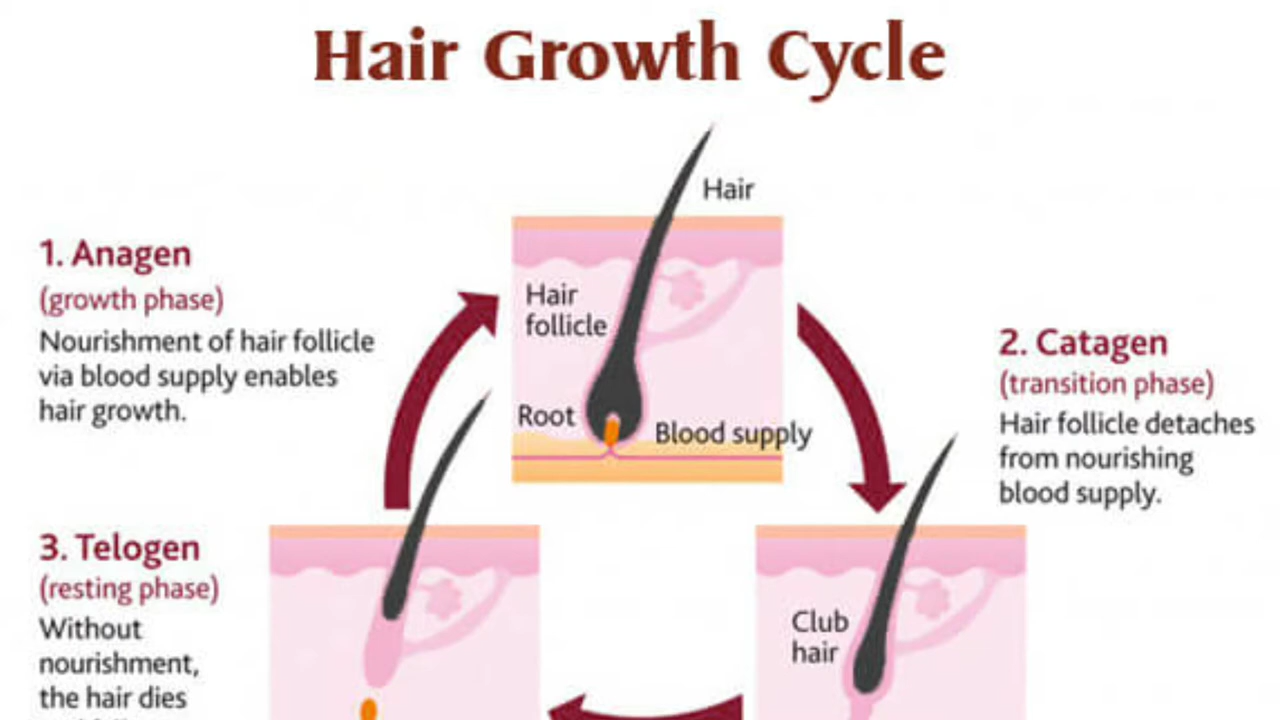 Hair Growth Cycle
Hair
1. Anagen
(growth phase)
Nourishment of hair follicle
via blood supply enables
hair growth.
Hair
follicle
Root
Blood supply
2. Catagen
(transition phase)
Hair follicle detaches
from nourishing
blood supply.
3. Telogen
(resting phase)
Without
nourishment,
the hair dies
Club
hair